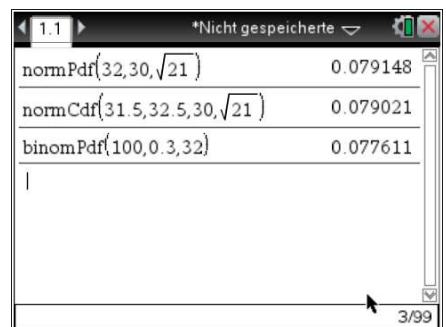 1.1 *Nicht gespeicherte
normPdf(32,30,√21) 0.079148
normCdf(31.5,32.5,30,√21) 0.079021
binomPdf(100,0.3,32) 0.077611
3/99